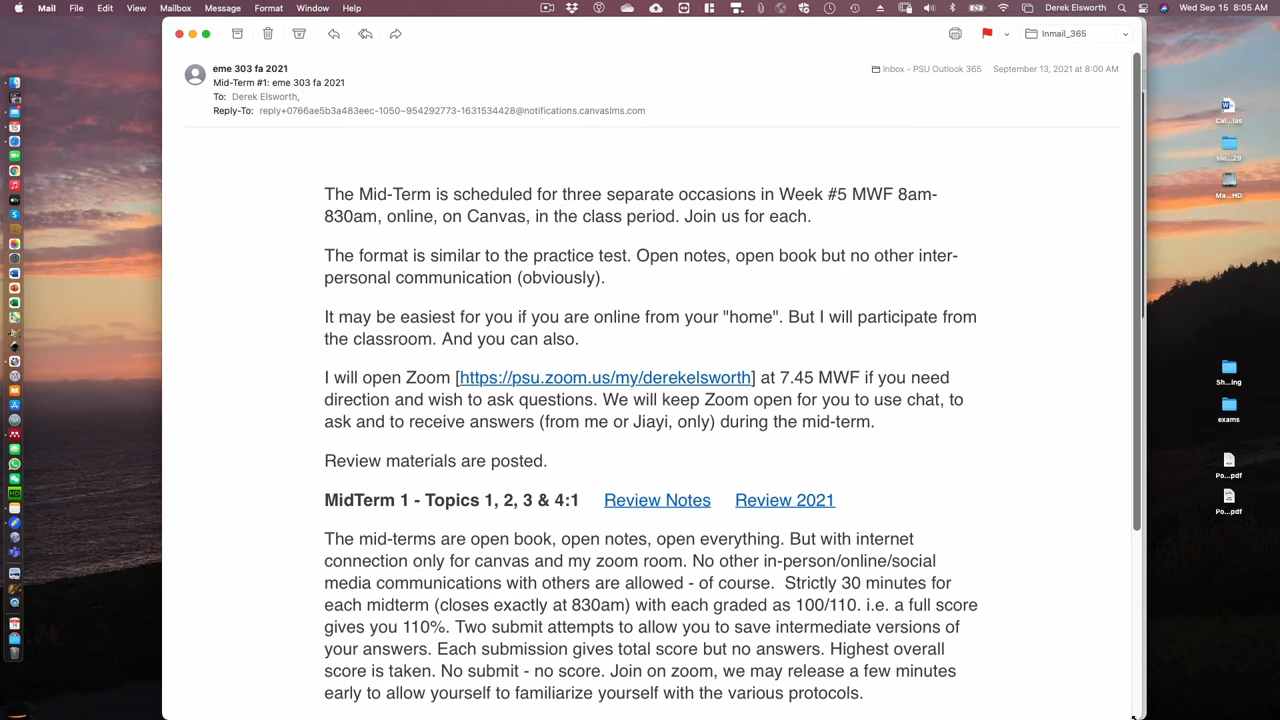 Mail File Edit View Mailbox Message Format Window Help Derek Elsworth Wed Sep 15 8:05 AM
inmail_365
eme 303 fa 2021 Inbox - PSU Outlook 365 September 13, 2021 at 8:00 AM
Mid-Term #1: eme 303 fa 2021
To: Derek Elsworth,
Reply-To: reply+0766ae5b3a483eec-1050~954292773-1631534428@notifications.canvaslms.com
The Mid-Term is scheduled for three separate occasions in Week #5 MWF 8am-
830am, online, on Canvas, in the class period. Join us for each.
The format is similar to the practice test. Open notes, open book but no other inter-
personal communication (obviously).
It may be easiest for you if you are online from your "home". But I will participate from
the classroom. And you can also.
I will open Zoom [https://psu.zoom.us/my/derekelsworth] at 7.45 MWF if you need
direction and wish to ask questions. We will keep Zoom open for you to use chat, to
ask and to receive answers (from me or Jiayi, only) during the mid-term.
Review materials are posted.
MidTerm 1 - Topics 1, 2, 3 & 4:1 Review Notes Review 2021
The mid-terms are open book, open notes, open everything. But with internet
connection only for canvas and my zoom room. No other in-person/online/social
media communications with others are allowed - of course. Strictly 30 minutes for
each midterm (closes exactly at 830am) with each graded as 100/110. i.e. a full score
gives you 110%. Two submit attempts to allow you to save intermediate versions of
your answers. Each submission gives total score but no answers. Highest overall
score is taken. No submit - no score. Join on zoom, we may release a few minutes
early to allow yourself to familiarize yourself with the various protocols.
Cal...ias
slo...29
Ma...HD
Sh...ing
exams
Po...pdf
Po...pdf